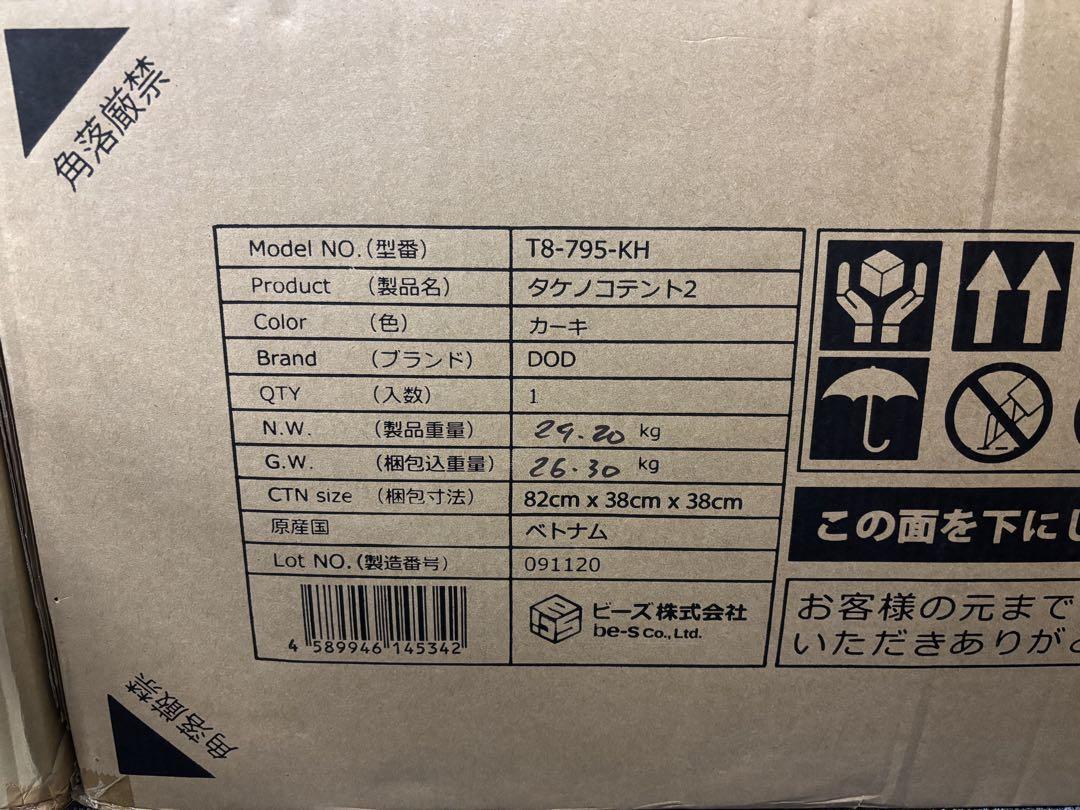 角落厳禁
Model NO.(型番) T8-795-KH
Product (製品名) タケノコテント2
Color (色) カーキ
Brand (ブランド) DOD
QTY (入数) 1
N.W. (製品重量) 29.20 kg
G.W. (梱包込重量) 26.30 kg
CTN size (梱包寸法) 82cm x 38cm x 38cm
原産国 ベトナム
Lot NO.(製造番号) 091120
4 589946 145342
ビーズ株式会社
be-s Co., Ltd.
この面を下にし
お客様の元まで
いただきありが
角落厳禁